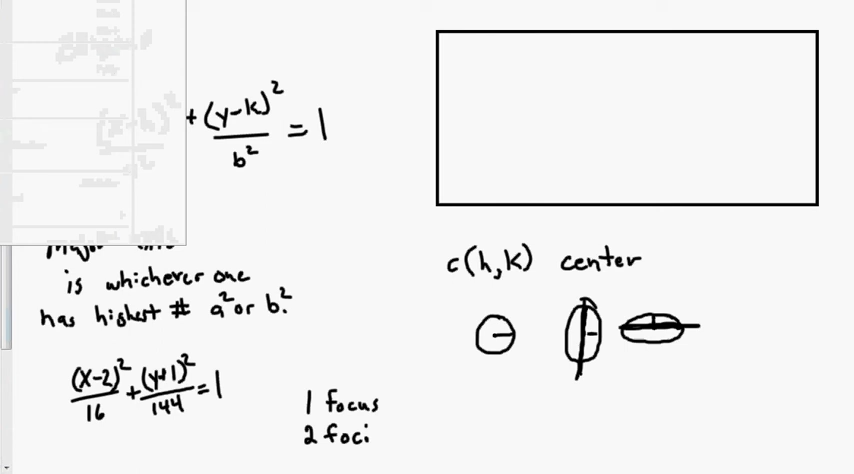 + (y-k)² / b² = 1
Major
is whichever one
has highest # a² or b².
(x-2)²/16 + (y+1)²/144 = 1
1 focus
2 foci
c(h,k) center